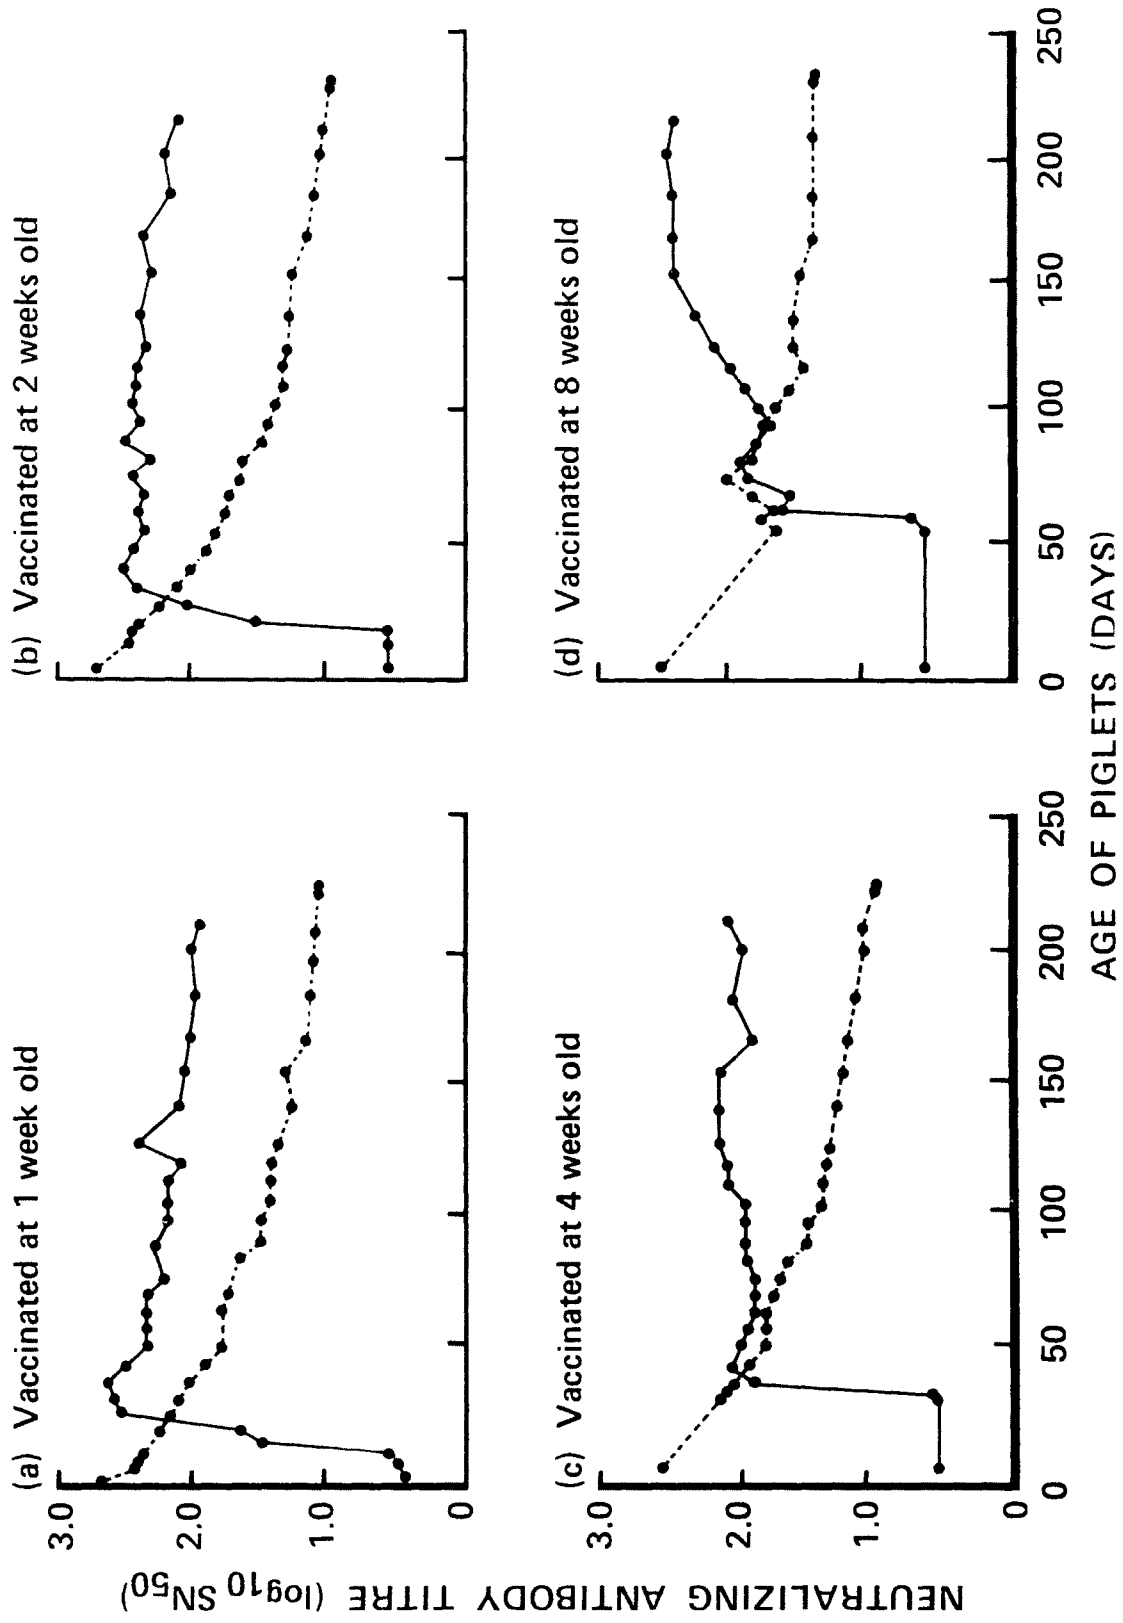 (a) Vaccinated at 1 week old
(b) Vaccinated at 2 weeks old
3.0
2.0
1.0
0
(c) Vaccinated at 4 weeks old
(d) Vaccinated at 8 weeks old
3.0
2.0
1.0
0
0 50 100 150 200 250
0 50 100 150 200 250
AGE OF PIGLETS (DAYS)
NEUTRALIZING ANTIBODY TITRE (log10 SN50)